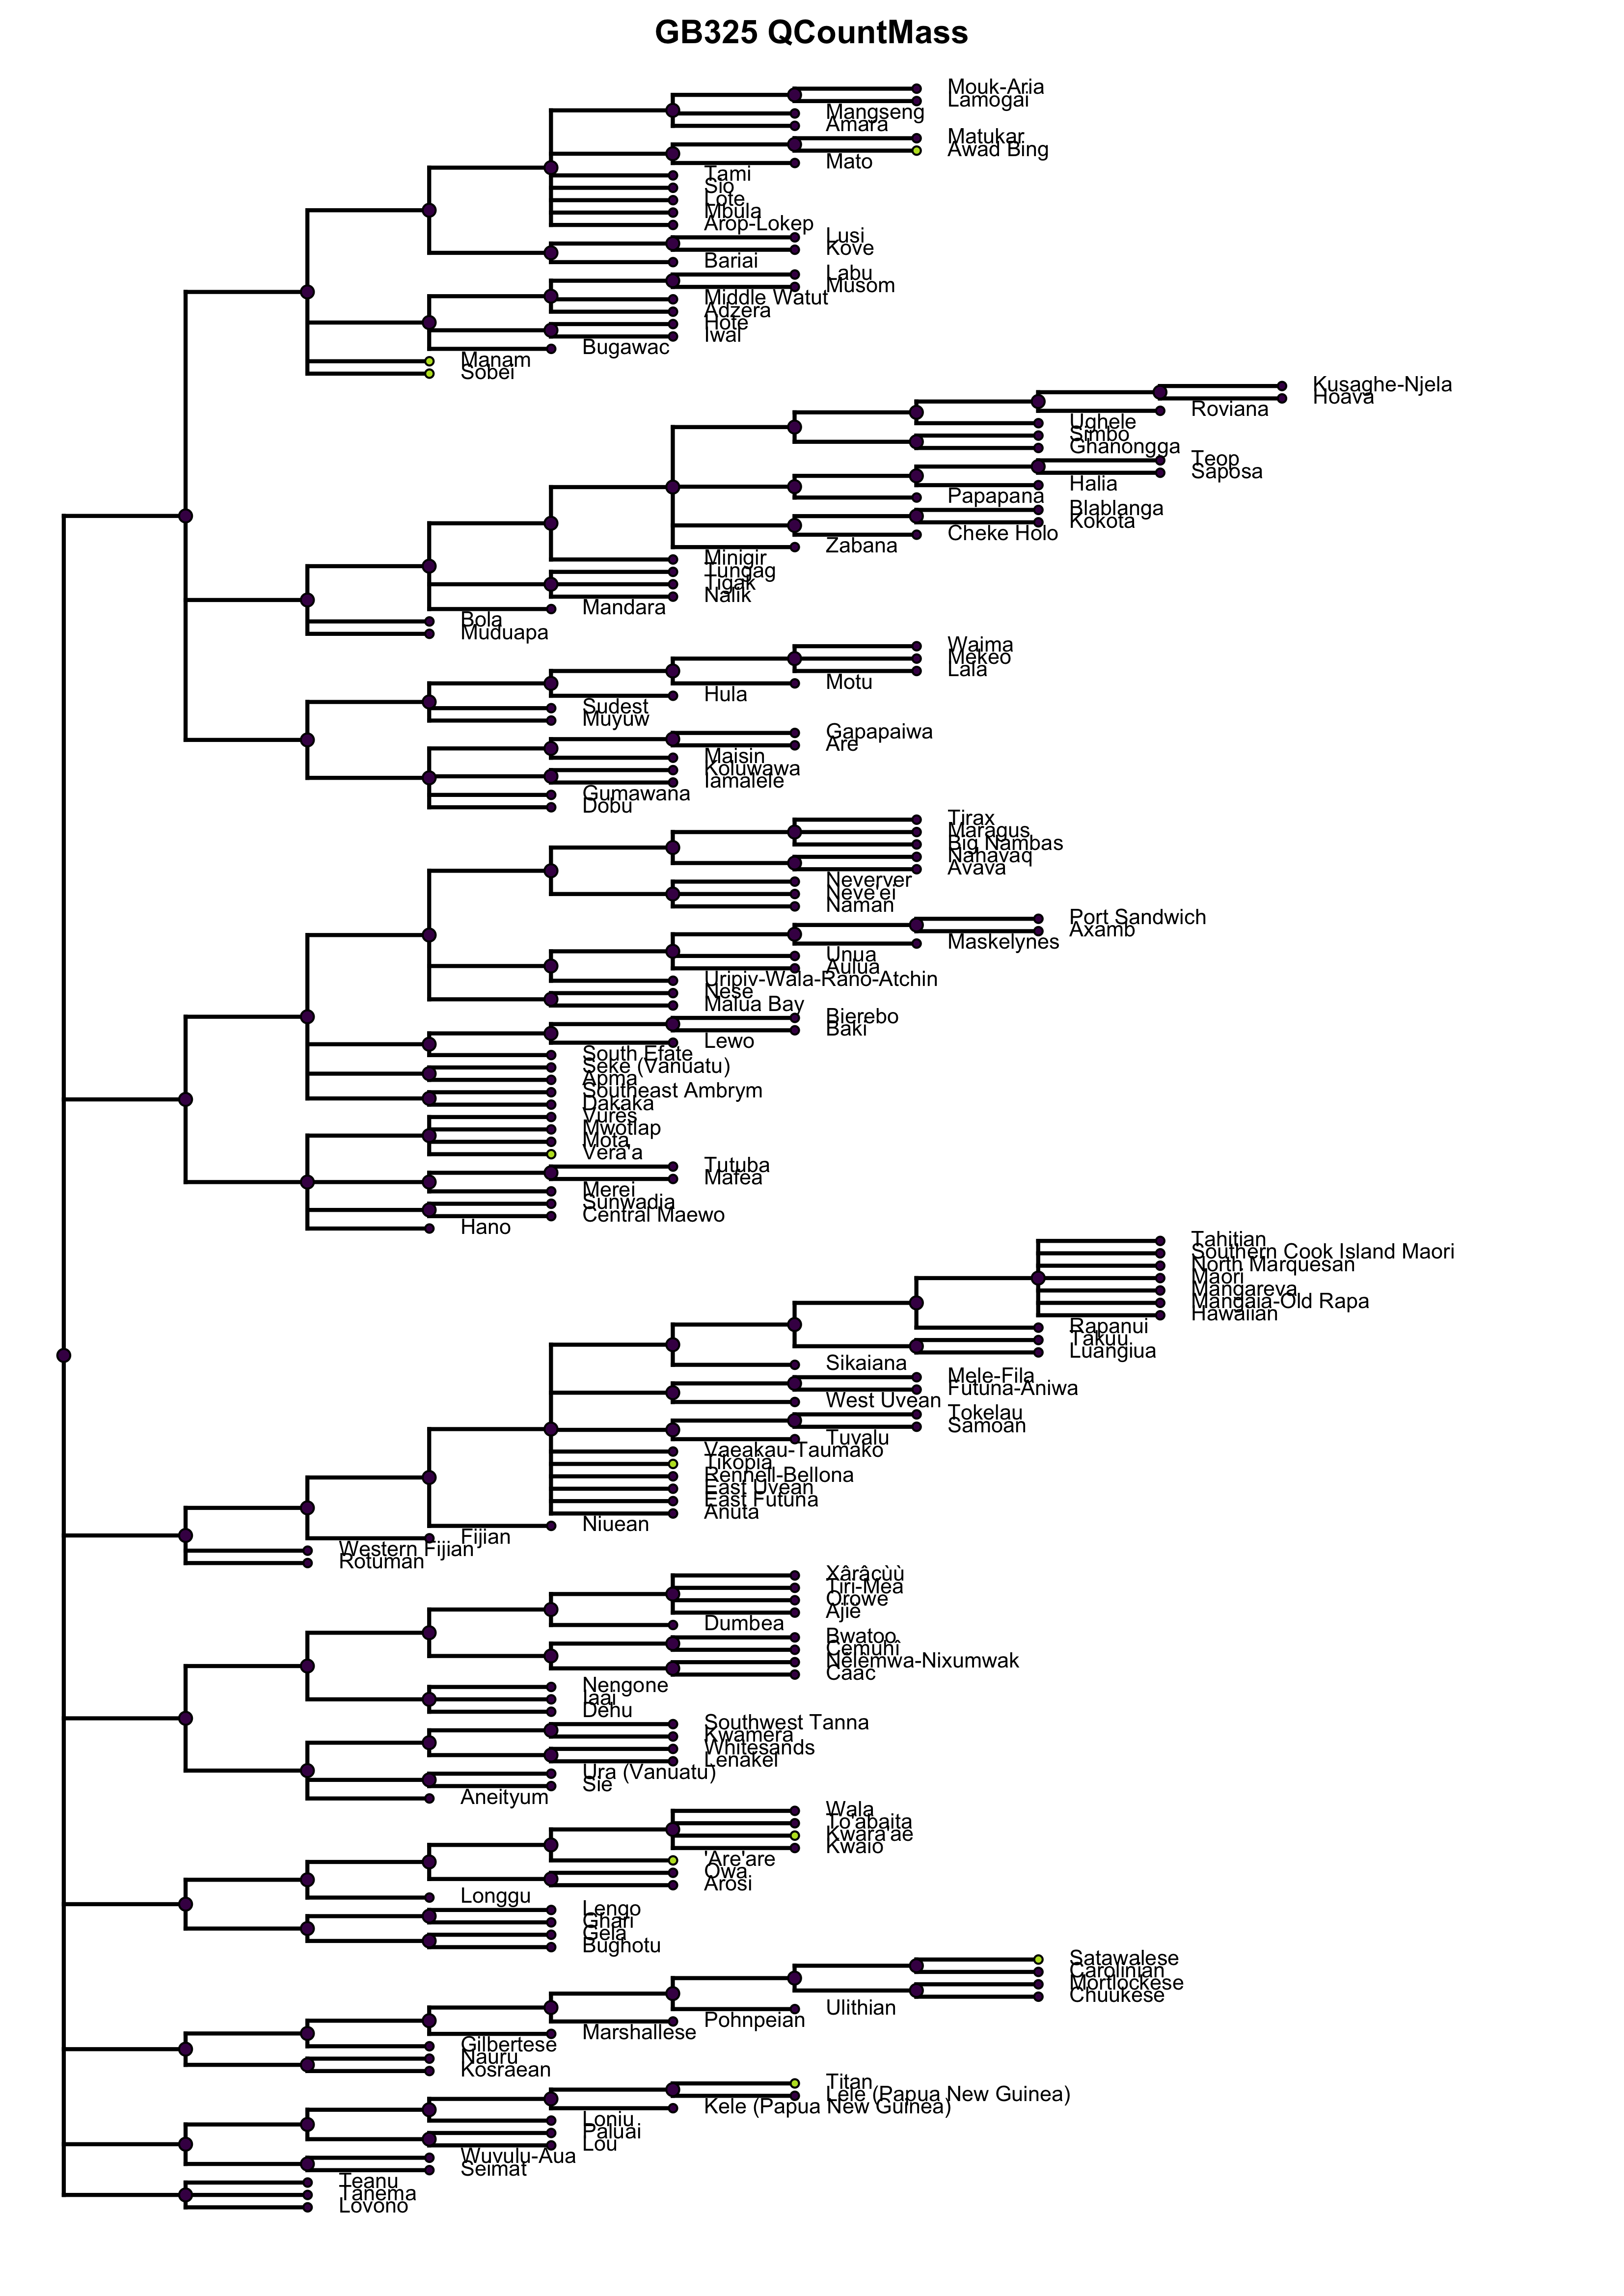 GB325 QCountMass
Mouk-Aria
Lamogai
Mangseng
Amara
Matukar
Awad Bing
Mato
Tami
Sio
Lote
Mbula
Arop-Lokep
Lusi
Kove
Bariai
Labu
Musom
Middle Watut
Adzera
Hote
Iwal
Bugawac
Manam
Sobei
Kusaghe-Njela
Hoava
Roviana
Ughele
Simbo
Ghanongga
Teop
Saposa
Halia
Papapana
Blablanga
Kokota
Cheke Holo
Zabana
Minigir
Tungag
Tigak
Nalik
Mandara
Bola
Muduapa
Waima
Mekeo
Lala
Motu
Hula
Sudest
Muyuw
Gapapaiwa
Are
Maisin
Koluwawa
Iamalele
Gumawana
Dobu
Tirax
Maragus
Big Nambas
Nahavaq
Avava
Neverver
Neve'ei
Naman
Port Sandwich
Axamb
Maskelynes
Unua
Aulua
Uripiv-Wala-Rano-Atchin
Nese
Malua Bay
Bierebo
Baki
Lewo
South Efate
Seke (Vanuatu)
Apma
Southeast Ambrym
Dakaka
Vures
Mwotlap
Mota
Vera'a
Tutuba
Mafea
Merei
Sunwadia
Central Maewo
Hano
Tahitian
Southern Cook Island Maori
North Marquesan
Maori
Mangareva
Mangaia-Old Rapa
Hawaiian
Rapanui
Takuu
Luangiua
Sikaiana
Mele-Fila
Futuna-Aniwa
West Uvean
Tokelau
Samoan
Tuvalu
Vaeakau-Taumako
Tikopia
Rennell-Bellona
East Uvean
East Futuna
Anuta
Niuean
Fijian
Western Fijian
Rotuman
Xârâcùù
Tiri-Mea
Orowe
Ajië
Dumbea
Bwatoo
Cemuhî
Nelemwa-Nixumwak
Caac
Nengone
Iaai
Dehu
Southwest Tanna
Kwamera
Whitesands
Lenakel
Ura (Vanuatu)
Sie
Aneityum
Wala
To'abaita
Kwara'ae
Kwaio
'Are'are
Owa
Arosi
Longgu
Lengo
Ghari
Gela
Bughotu
Satawalese
Carolinian
Mortlockese
Chuukese
Ulithian
Pohnpeian
Marshallese
Gilbertese
Nauru
Kosraean
Titan
Lele (Papua New Guinea)
Kele (Papua New Guinea)
Loniu
Paluai
Lou
Wuvulu-Aua
Seimat
Teanu
Tanema
Lovono